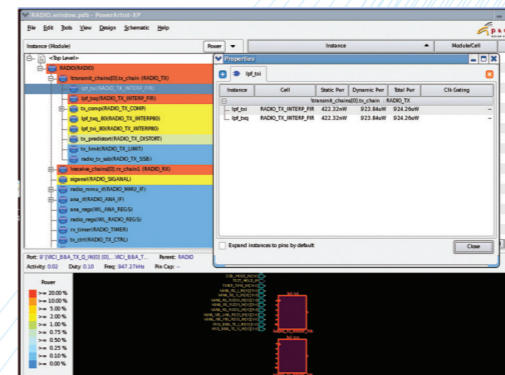 RADIO.window.pdb - PowerArtist-XP
File Edit Tools View Design Schematic Help
Instance (Module) Power Instance Module/Cell
<Top Level>
RADIO(RADIO)
transmit_chains[0].tx_chain (RADIO_TX)
lpf_txi(RADIO_TX_INTERP_FIR)
lpf_txq(RADIO_TX_INTERP_FIR)
tx_comp(RADIO_TX_COMP)
lpf_txq_80(RADIO_TX_INTERP80)
lpf_txi_80(RADIO_TX_INTERP80)
tx_predistort(RADIO_TX_DISTORT)
tx_limit(RADIO_TX_LIMIT)
radio_tx_ssb(RADIO_TX_SSB)
receive_chains[0].rx_chain1 (RADIO_RX)
siganal(RADIO_SIGANAL)
radio_mmu_if(RADIO_MMU_IF)
ana_if(RADIO_ANA_IF)
ana_regs(WL_ANA_REGS)
radio_regs(WL_RADIO_REGS)
rx_timer(RADIO_TIMER)
tx_ctrl(RADIO_TX_CTRL)
Properties
lpf_txi
Instance Cell Static Pwr Dynamic Pwr Total Pwr Clk Gating
transmit_chains[0].tx_chain : RADIO_TX
lpf_txi RADIO_TX_INTERP_FIR 422.32nW 923.84uW 924.26uW --
lpf_txq RADIO_TX_INTERP_FIR 422.32nW 923.84uW 924.26uW --
Expand instances to pins by default
Close
Parent: RADIO
Activity: 0.02 Duty: 0.10 Freq: 947.27MHz Pin Cap: --
Power
>= 20.00 %
>= 10.00 %
>= 5.00 %
>= 2.00 %
>= 1.00 %
>= 0.75 %
>= 0.50 %
>= 0.25 %
>= 0.10 %
>= 0.00 %